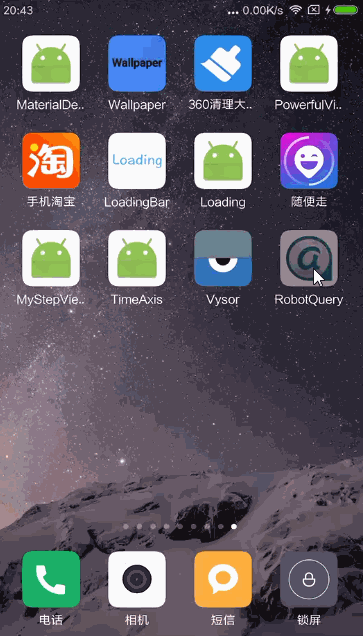 20:43 ... 0.00K/s
Wallpaper
MaterialDe.. Wallpaper 360清理大.. PowerfulVi..
淘 Loading
手机淘宝 LoadingBar Loading 随便走
@
MyStepVie.. TimeAxis Vysor RobotQuery
电话 相机 短信 锁屏